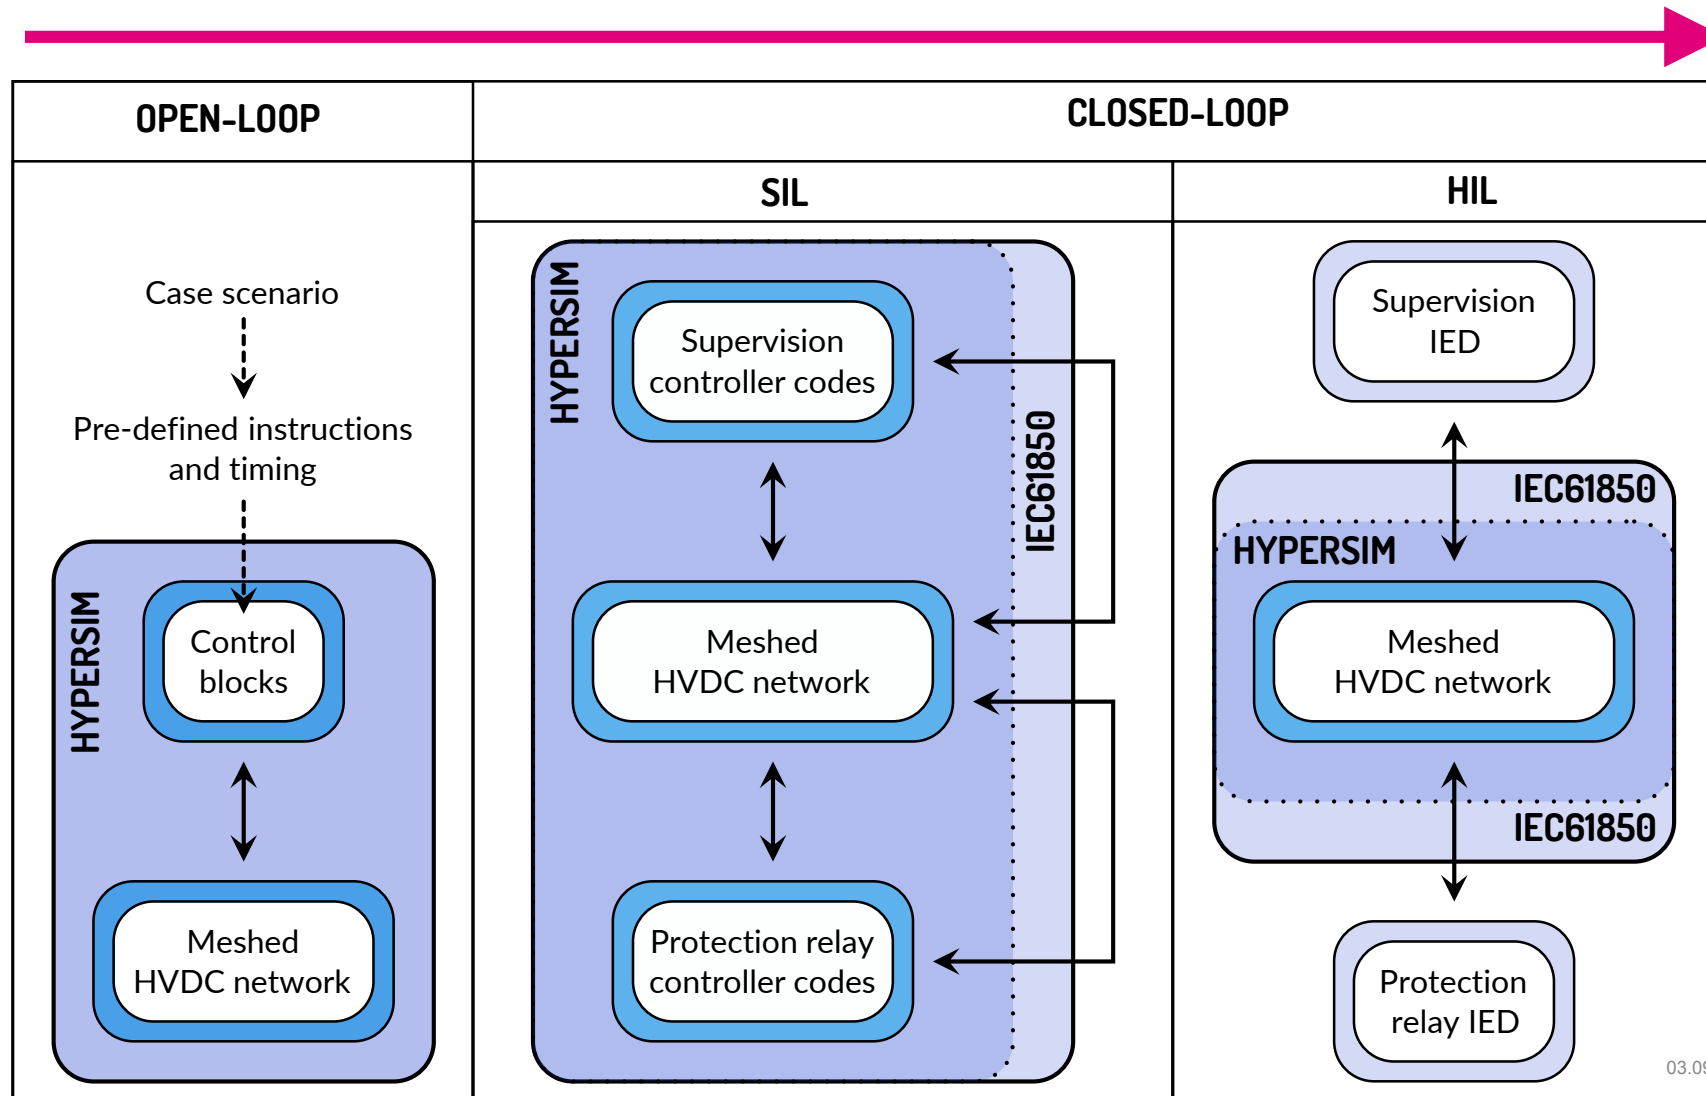 OPEN-LOOP
CLOSED-LOOP
SIL
HIL
Case scenario
Pre-defined instructions
and timing
HYPERSIM
Control
blocks
Meshed
HVDC network
HYPERSIM
IEC61850
Supervision
controller codes
Meshed
HVDC network
Protection relay
controller codes
Supervision
IED
IEC61850
HYPERSIM
Meshed
HVDC network
IEC61850
Protection
relay IED
03.09